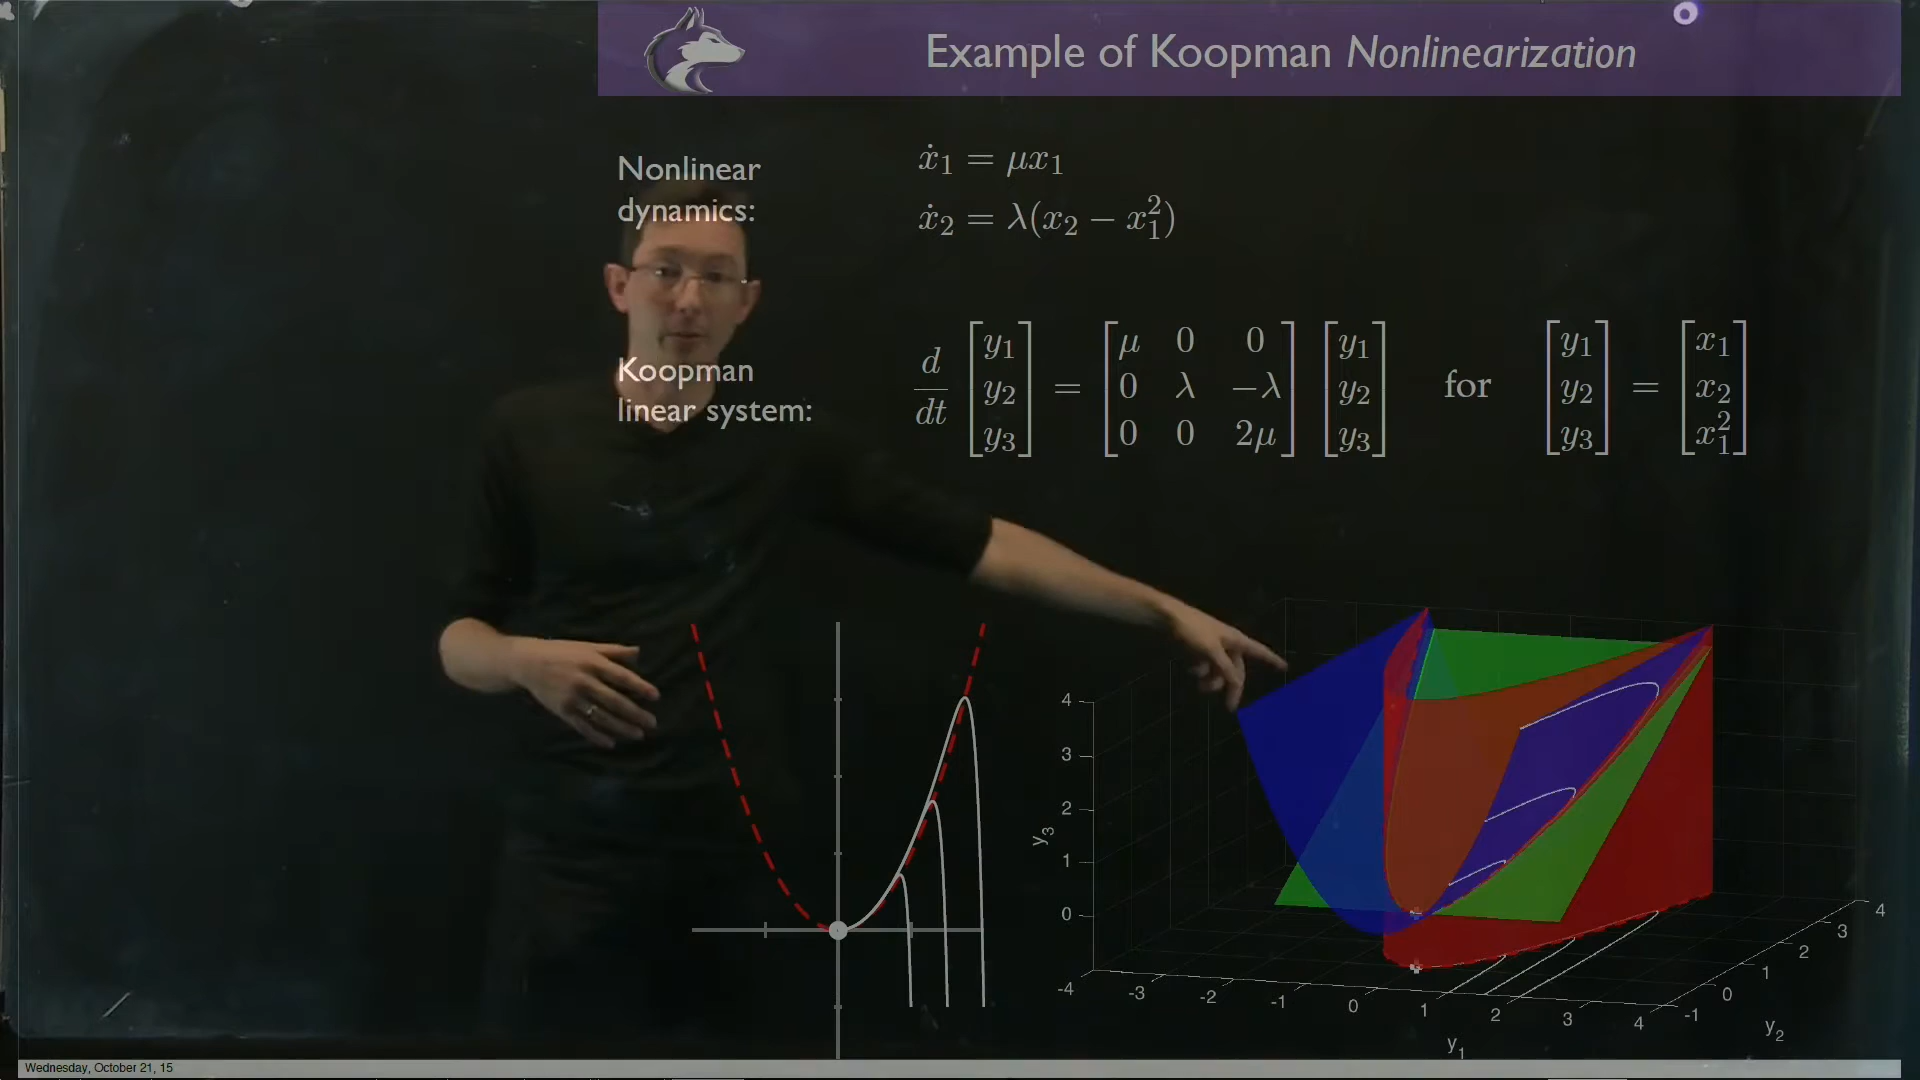 Example of Koopman Nonlinearization
Nonlinear dynamics:
ẋ₁ = μx₁
ẋ₂ = λ(x₂ − x₁²)
Koopman linear system:
d/dt [y₁ y₂ y₃] = [μ 0 0; 0 λ −λ; 0 0 2μ] [y₁ y₂ y₃] for [y₁ y₂ y₃] = [x₁ x₂ x₁²]
4
3
2
1
0
y₃
-4 -3 -2 -1 0 1 2 3 4
y₁
-1 0 1 2 3 4
y₂
Wednesday, October 21, 15